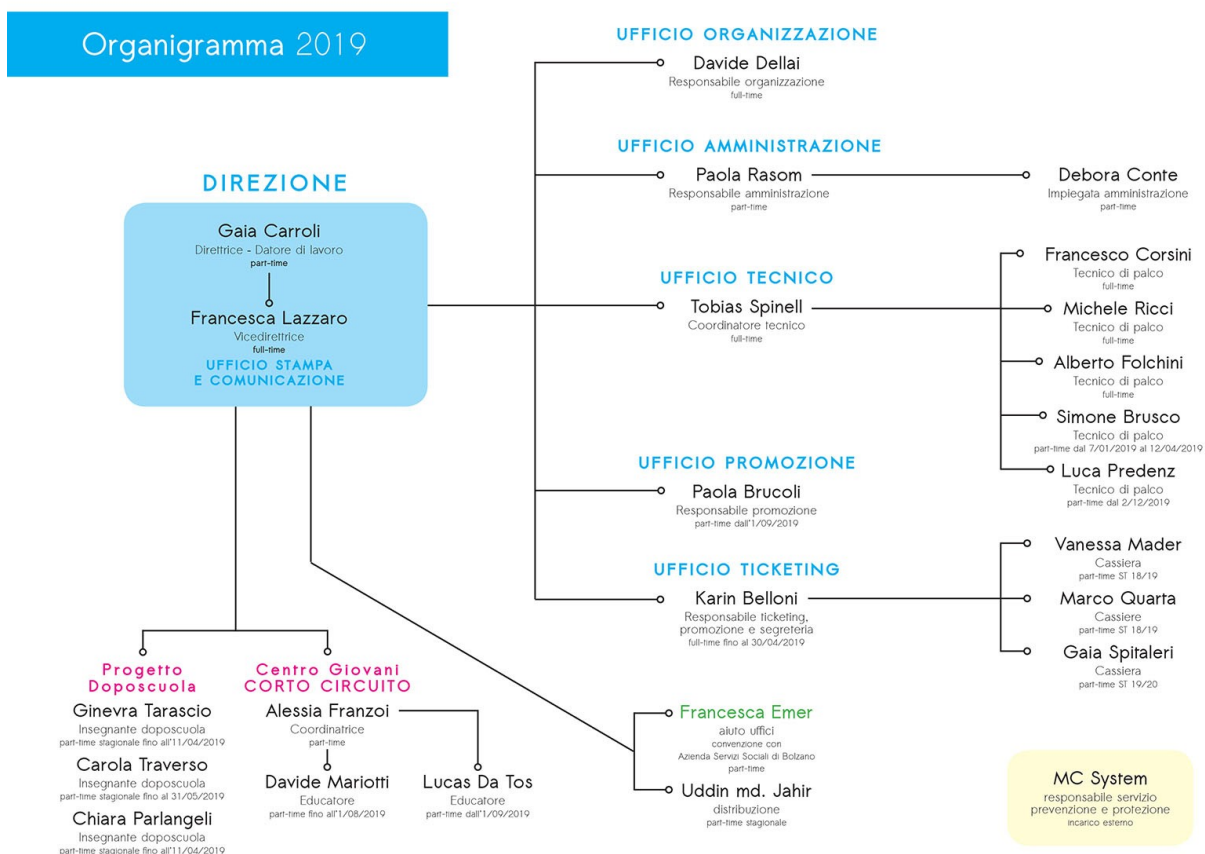 Organigramma 2019
DIREZIONE
Gaia Carroli
Direttrice - Datore di lavoro
part-time
Francesca Lazzaro
Vicedirettrice
full-time
UFFICIO STAMPA
E COMUNICAZIONE
UFFICIO ORGANIZZAZIONE
Davide Dellai
Responsabile organizzazione
full-time
UFFICIO AMMINISTRAZIONE
Paola Rasom
Responsabile amministrazione
part-time
Debora Conte
Impiegata amministrazione
part-time
UFFICIO TECNICO
Tobias Spinell
Coordinatore tecnico
full-time
Francesco Corsini
Tecnico di palco
full-time
Michele Ricci
Tecnico di palco
full-time
Alberto Folchini
Tecnico di palco
full-time
Simone Brusco
Tecnico di palco
part-time dal 7/01/2019 al 12/04/2019
Luca Predenz
Tecnico di palco
part-time dal 2/12/2019
UFFICIO PROMOZIONE
Paola Brucoli
Responsabile promozione
part-time dall'1/09/2019
UFFICIO TICKETING
Karin Belloni
Responsabile ticketing,
promozione e segreteria
full-time fino al 30/04/2019
Vanessa Mader
Cassiera
part-time ST 18/19
Marco Quarta
Cassiere
part-time ST 18/19
Gaia Spitaleri
Cassiera
part-time ST 19/20
Progetto
Doposcuola
Ginevra Tarascio
Insegnante doposcuola
part-time stagionale fino all'11/04/2019
Carola Traverso
Insegnante doposcuola
part-time stagionale fino al 31/05/2019
Chiara Parlangeli
Insegnante doposcuola
part-time stagionale fino all'11/04/2019
Centro Giovani
CORTO CIRCUITO
Alessia Franzoi
Coordinatrice
part-time
Davide Mariotti
Educatore
part-time fino all'1/08/2019
Lucas Da Tos
Educatore
part-time dall'1/09/2019
Francesca Emer
aiuto uffici
convenzione con
Azienda Servizi Sociali di Bolzano
part-time
Uddin md. Jahir
distribuzione
part-time stagionale
MC System
responsabile servizio
prevenzione e protezione
incarico esterno